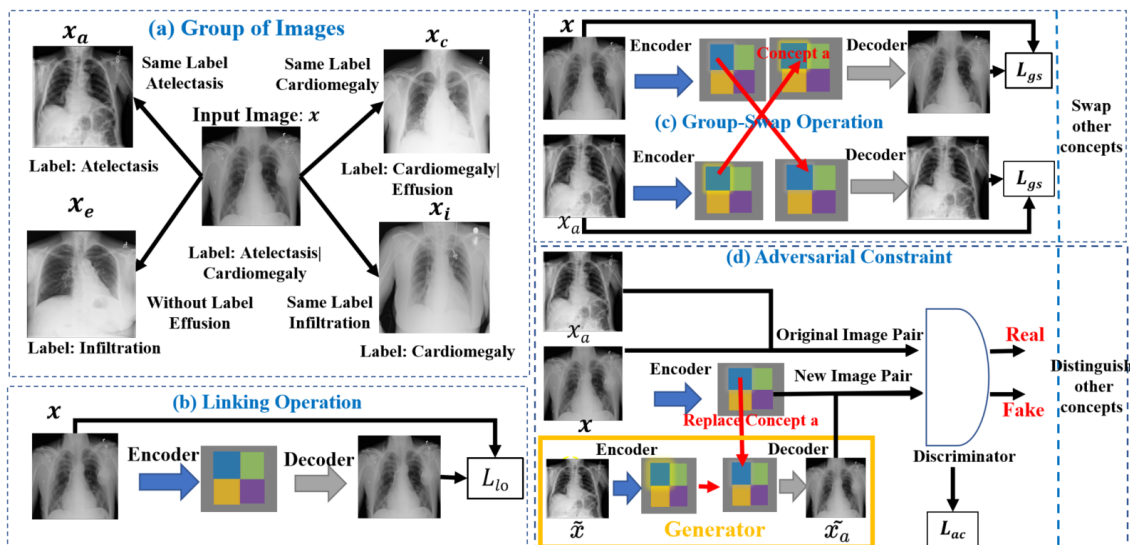 (a) Group of Images
x_a
x_c
Same Label
Atelectasis
Same Label
Cardiomegaly
Input Image: x
Label: Atelectasis
Label: Cardiomegaly|
Effusion
x_e
x_i
Label: Atelectasis|
Cardiomegaly
Without Label
Effusion
Same Label
Infiltration
Label: Infiltration
Label: Cardiomegaly
(b) Linking Operation
x
Encoder
Decoder
L_lo
x
Encoder
Concept a
Decoder
L_gs
(c) Group-Swap Operation
Encoder
Decoder
L_gs
x_a
Swap
other
concepts
(d) Adversarial Constraint
x_a
Original Image Pair
Real
Encoder
New Image Pair
Fake
x
Replace Concept a
Distinguish
other
concepts
Encoder
Decoder
Discriminator
x̃
Generator
x̃_a
L_ac